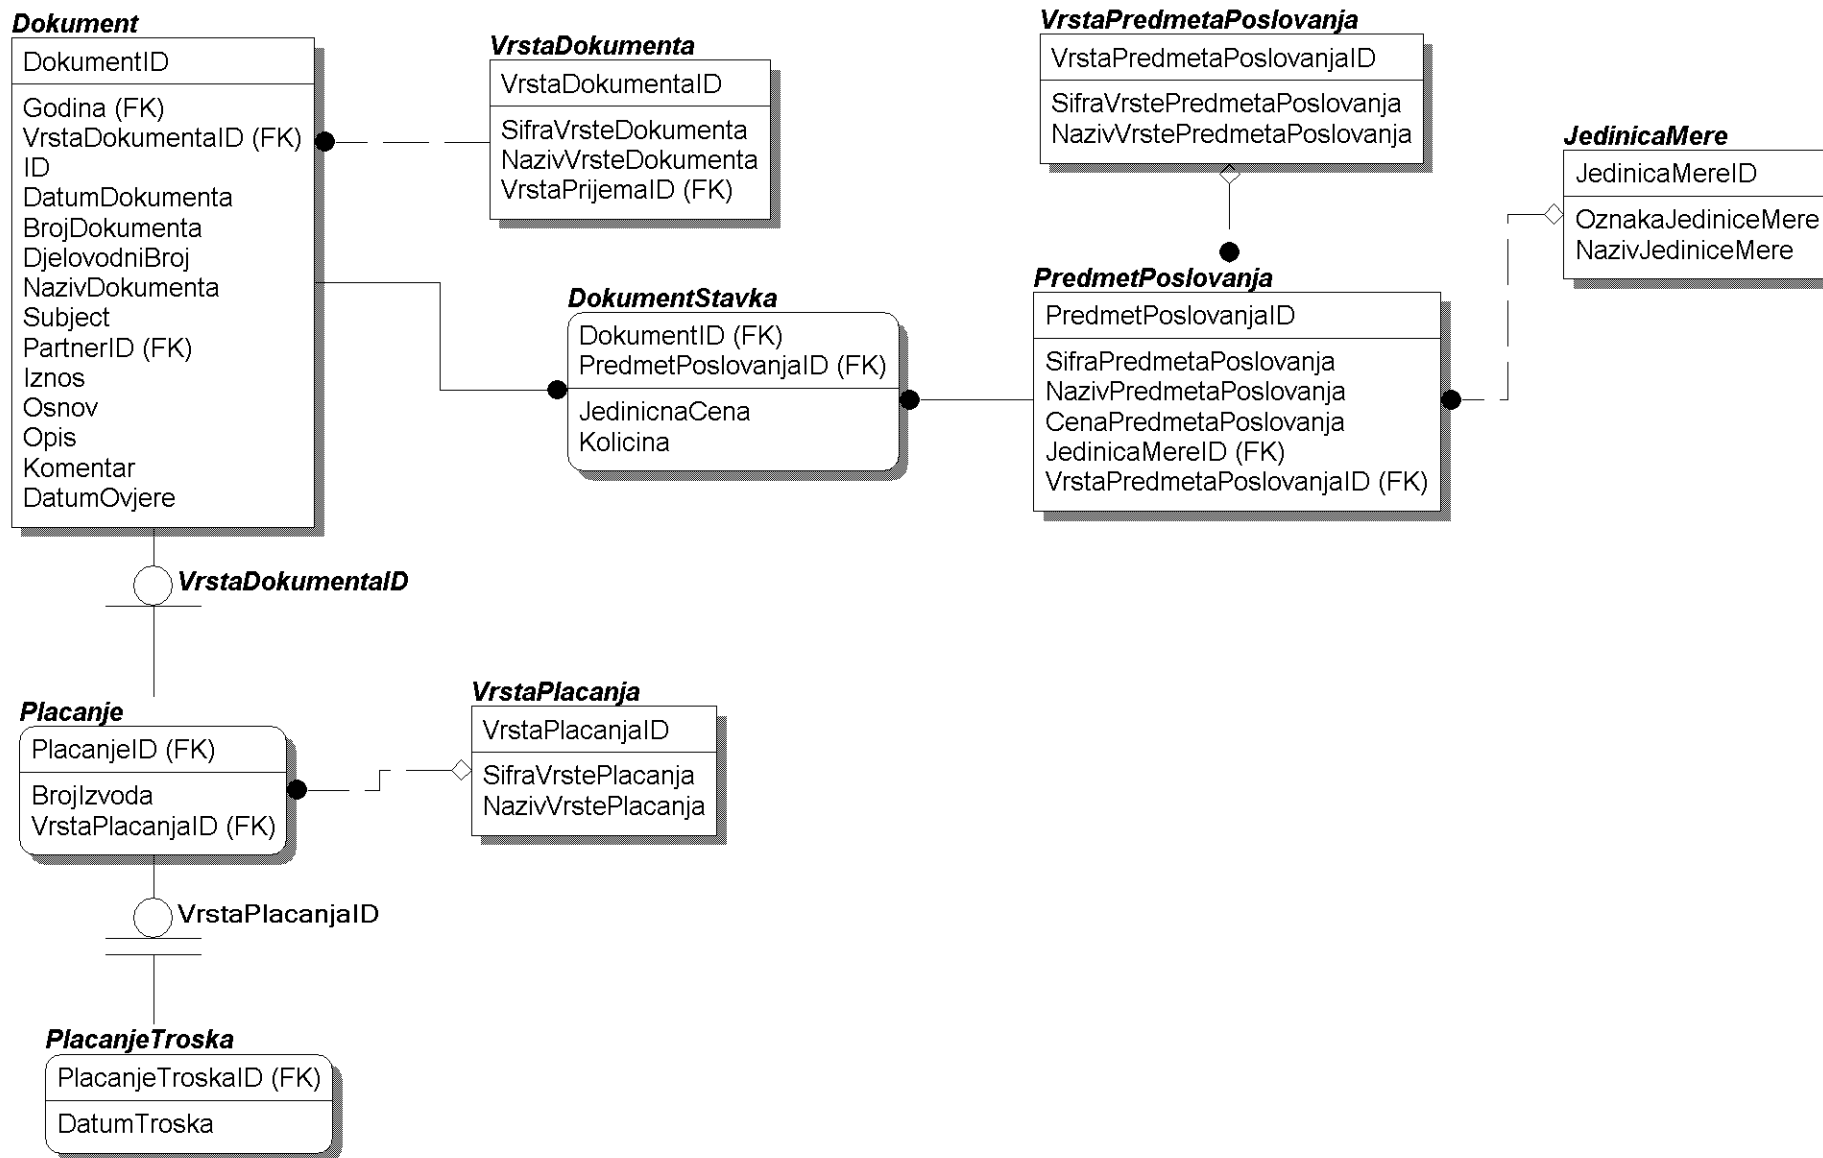 Dokument
DokumentID
Godina (FK)
VrstaDokumentaID (FK)
ID
DatumDokumenta
BrojDokumenta
DjelovodniBroj
NazivDokumenta
Subject
PartnerID (FK)
Iznos
Osnov
Opis
Komentar
DatumOvjere
VrstaDokumenta
VrstaDokumentaID
SifraVrsteDokumenta
NazivVrsteDokumenta
VrstaPrijemaID (FK)
VrstaPredmetaPoslovanja
VrstaPredmetaPoslovanjaID
SifraVrstePredmetaPoslovanja
NazivVrstePredmetaPoslovanja
JedinicaMere
JedinicaMereID
OznakaJediniceMere
NazivJediniceMere
DokumentStavka
DokumentID (FK)
PredmetPoslovanjaID (FK)
JedinicnaCena
Kolicina
PredmetPoslovanja
PredmetPoslovanjaID
SifraPredmetaPoslovanja
NazivPredmetaPoslovanja
CenaPredmetaPoslovanja
JedinicaMereID (FK)
VrstaPredmetaPoslovanjaID (FK)
VrstaDokumentaID
Placanje
PlacanjeID (FK)
BrojIzvoda
VrstaPlacanjaID (FK)
VrstaPlacanja
VrstaPlacanjaID
SifraVrstePlacanja
NazivVrstePlacanja
VrstaPlacanjaID
PlacanjeTroska
PlacanjeTroskaID (FK)
DatumTroska